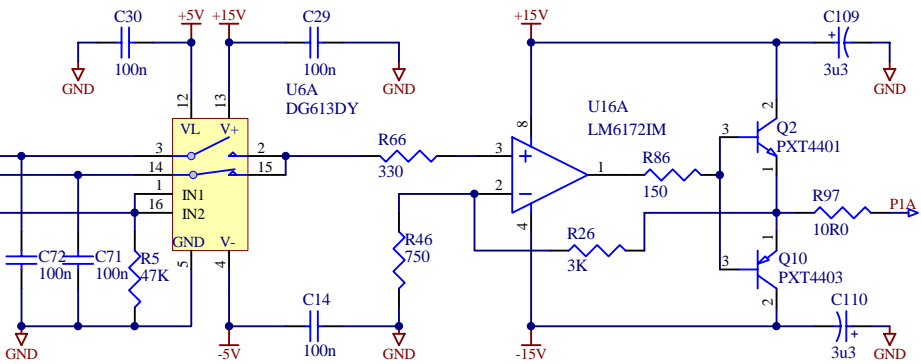 C30
+5V +15V
C29
+15V
C109
+
100n
100n
3u3
GND
GND
GND
U6A
DG613DY
12
13
VL
V+
3
2
14
15
1
IN1
16
IN2
GND
V-
5
4
R66
330
U16A
LM6172IM
8
3
+
2
−
1
4
R86
150
2
3
Q2
PXT4401
1
R97
10R0
P1A
C72
100n
C71
100n
R5
47K
R46
750
R26
3K
1
3
Q10
PXT4403
2
C14
100n
C110
+
3u3
GND
-5V
GND
-15V
GND